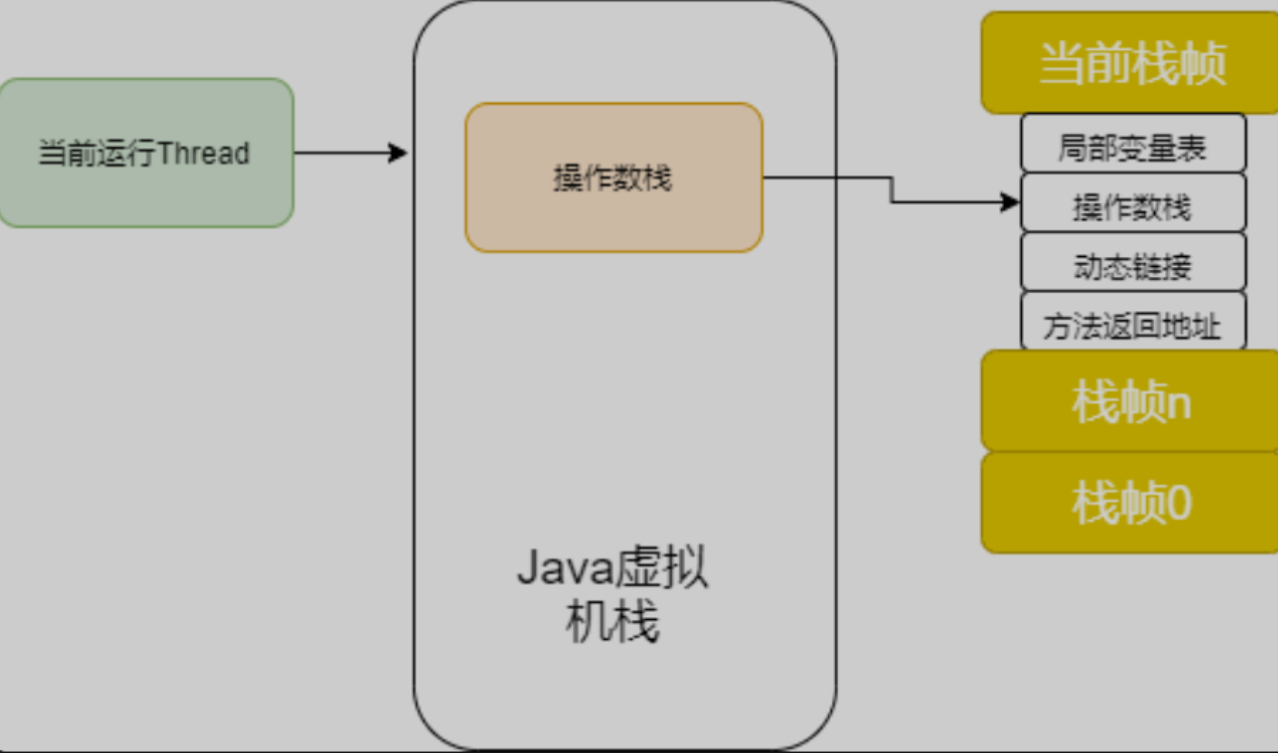 当前运行Thread
操作数栈
Java虚拟
机栈
当前栈帧
局部变量表
操作数栈
动态链接
方法返回地址
栈帧n
栈帧0